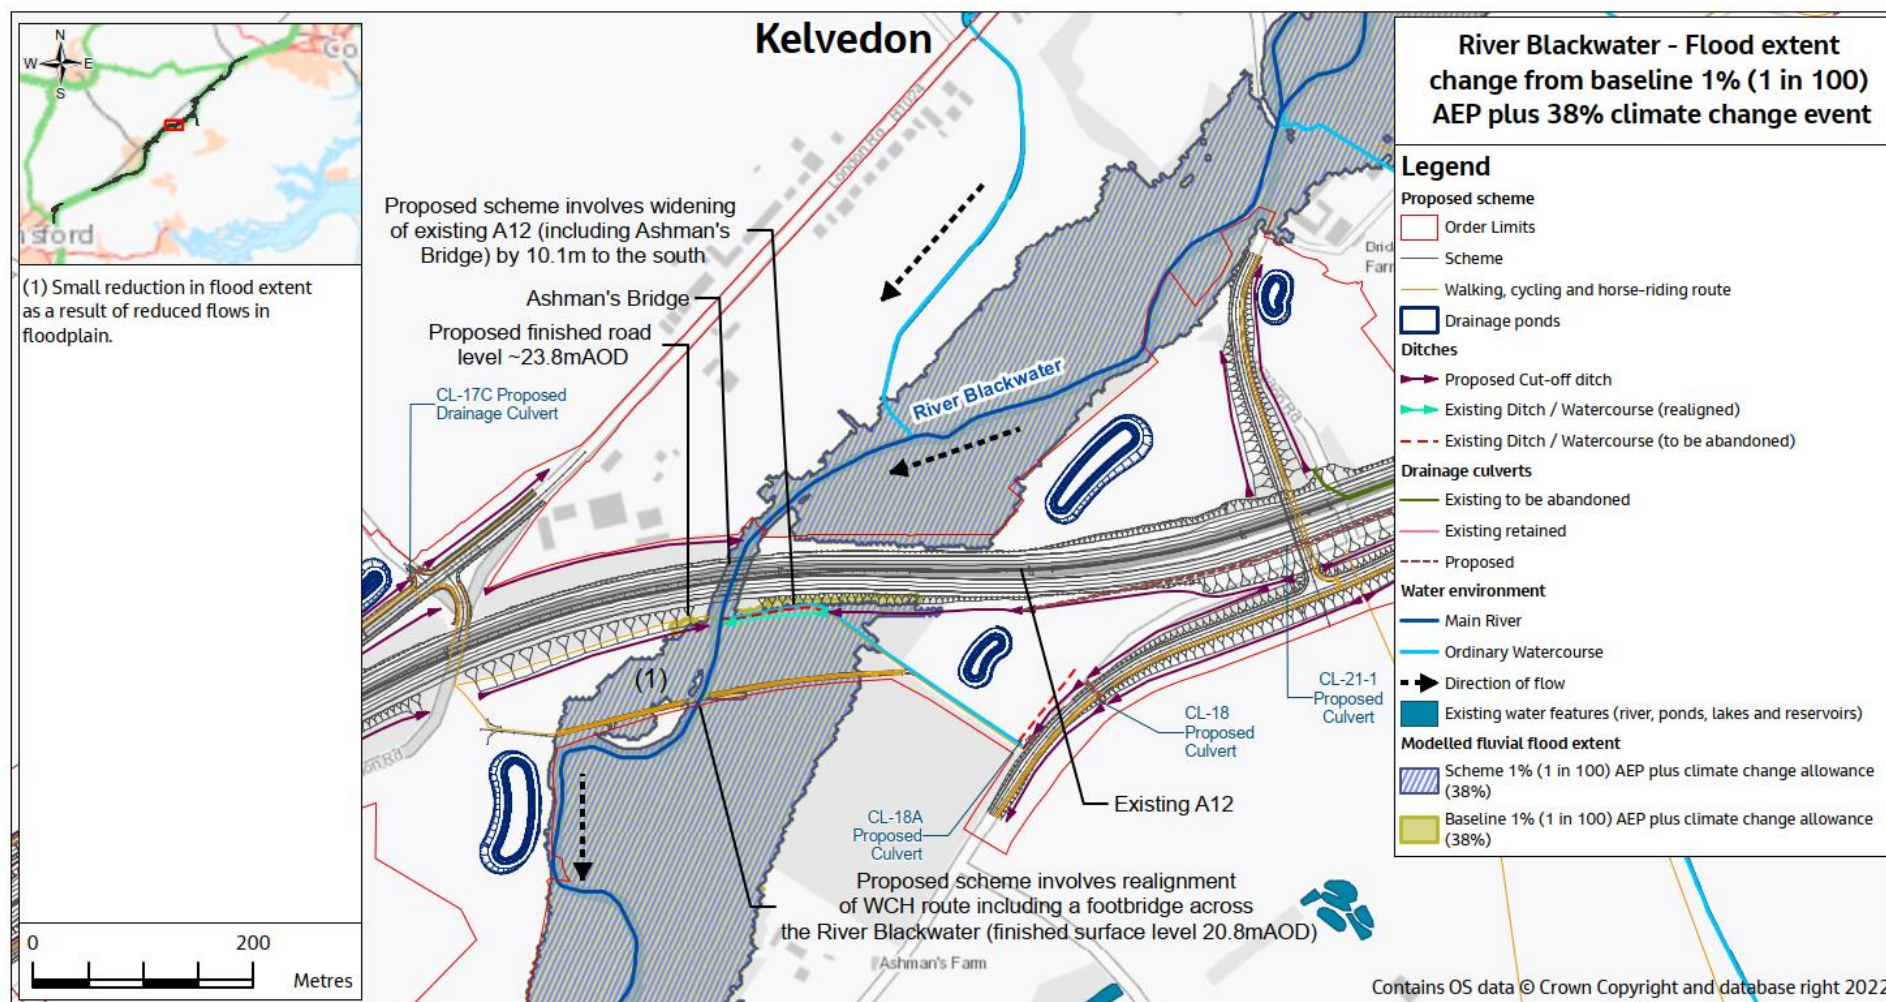 N
W
E
S
Co
nsford
(1) Small reduction in flood extent
as a result of reduced flows in
floodplain.
0
200
Metres
Kelvedon
London Rd B1024
Proposed scheme involves widening
of existing A12 (including Ashman's
Bridge) by 10.1m to the south
Ashman's Bridge
Proposed finished road
level ~23.8mAOD
CL-17C Proposed
Drainage Culvert
River Blackwater
(1)
CL-21-1
Proposed
Culvert
CL-18
Proposed
Culvert
Existing A12
CL-18A
Proposed
Culvert
Proposed scheme involves realignment
of WCH route including a footbridge across
the River Blackwater (finished surface level 20.8mAOD)
Ashman's Farm
Contains OS data © Crown Copyright and database right 2022
River Blackwater - Flood extent
change from baseline 1% (1 in 100)
AEP plus 38% climate change event
Legend
Proposed scheme
Order Limits
Scheme
Walking, cycling and horse-riding route
Drainage ponds
Ditches
Proposed Cut-off ditch
Existing Ditch / Watercourse (realigned)
Existing Ditch / Watercourse (to be abandoned)
Drainage culverts
Existing to be abandoned
Existing retained
Proposed
Water environment
Main River
Ordinary Watercourse
Direction of flow
Existing water features (river, ponds, lakes and reservoirs)
Modelled fluvial flood extent
Scheme 1% (1 in 100) AEP plus climate change allowance
(38%)
Baseline 1% (1 in 100) AEP plus climate change allowance
(38%)